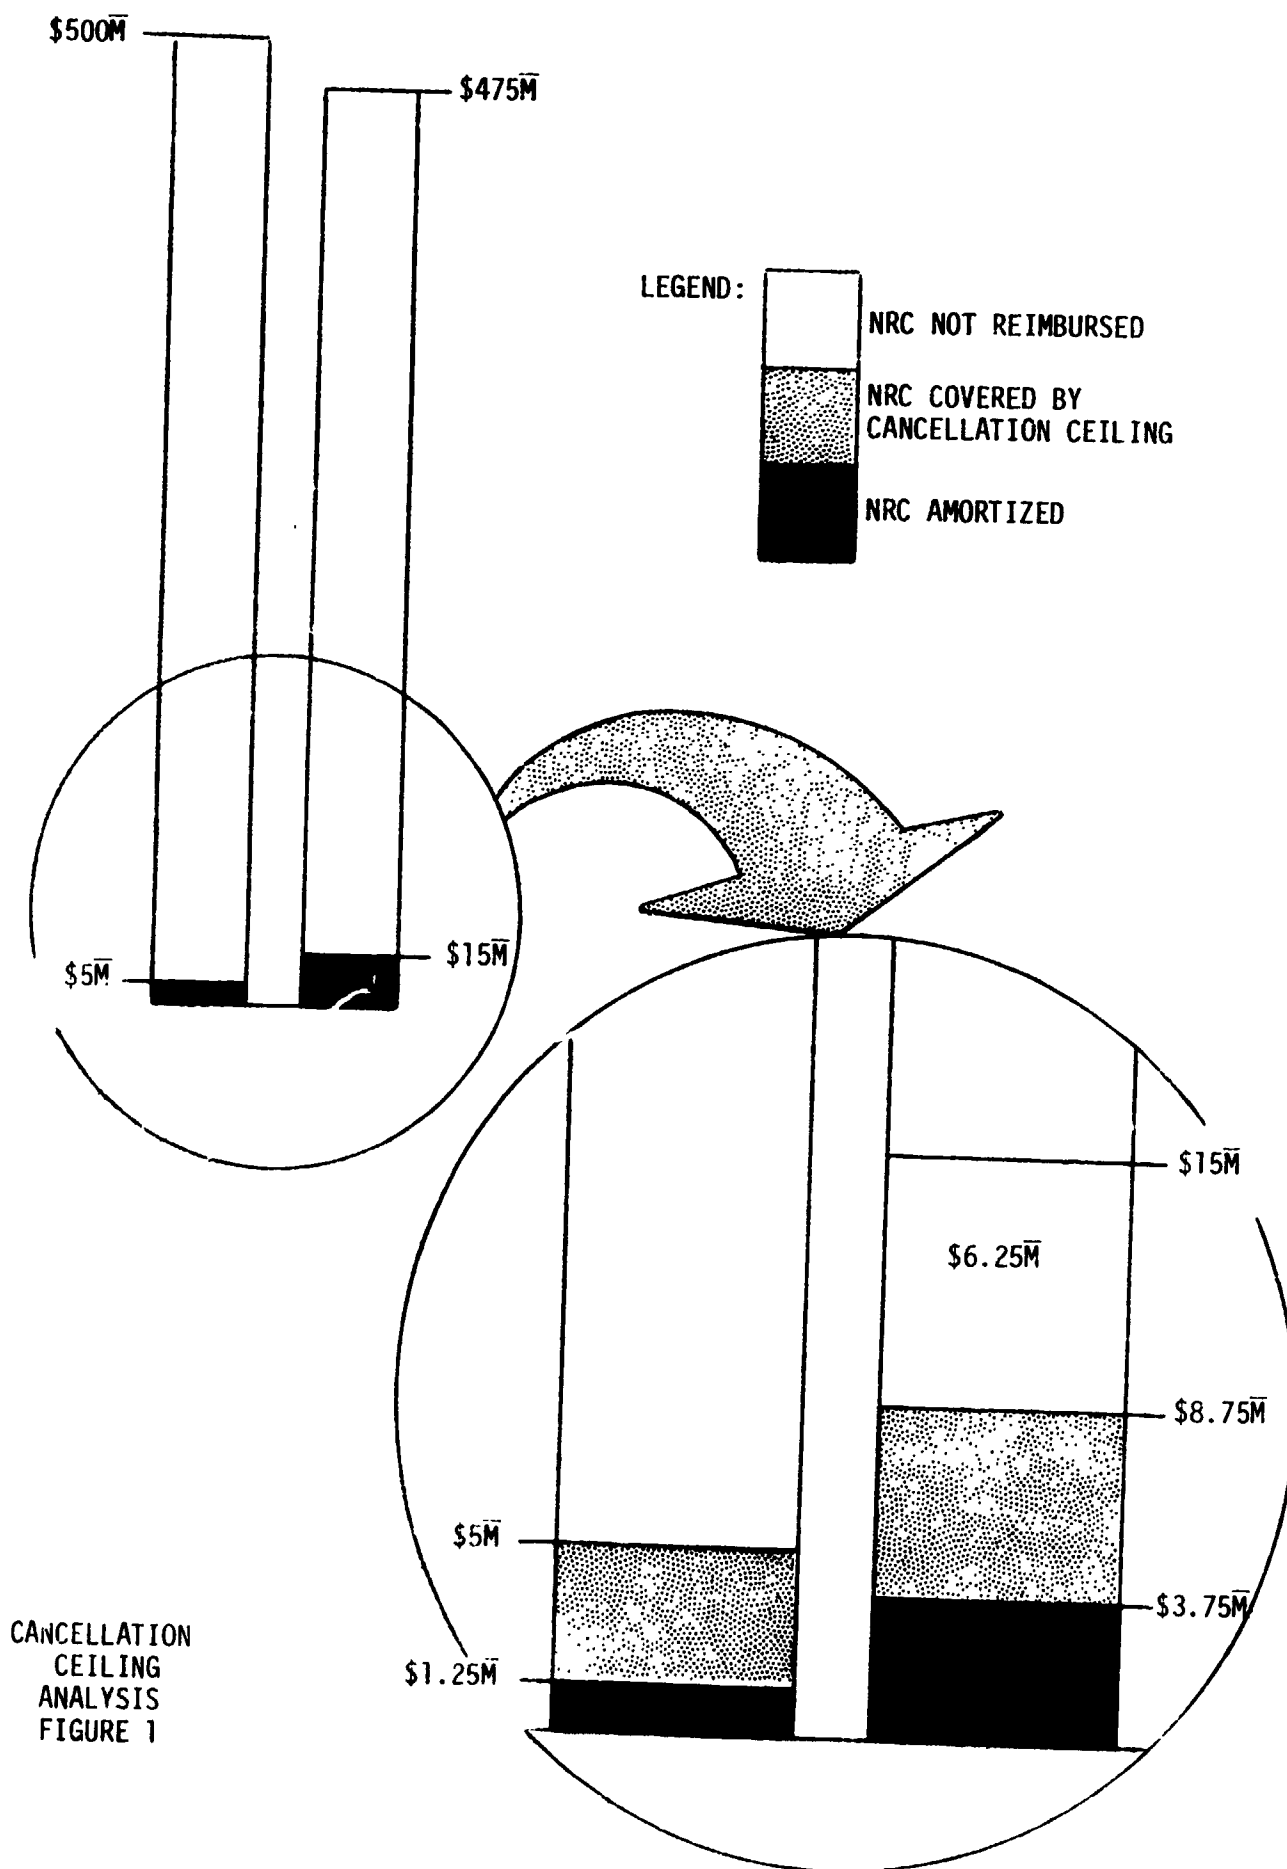 $500M̅
$475M̅
LEGEND:
NRC NOT REIMBURSED
NRC COVERED BY
CANCELLATION CEILING
NRC AMORTIZED
$5M̅
$15M̅
$15M̅
$6.25M̅
$8.75M̅
$5M̅
$3.75M̅
$1.25M̅
CANCELLATION
CEILING
ANALYSIS
FIGURE 1